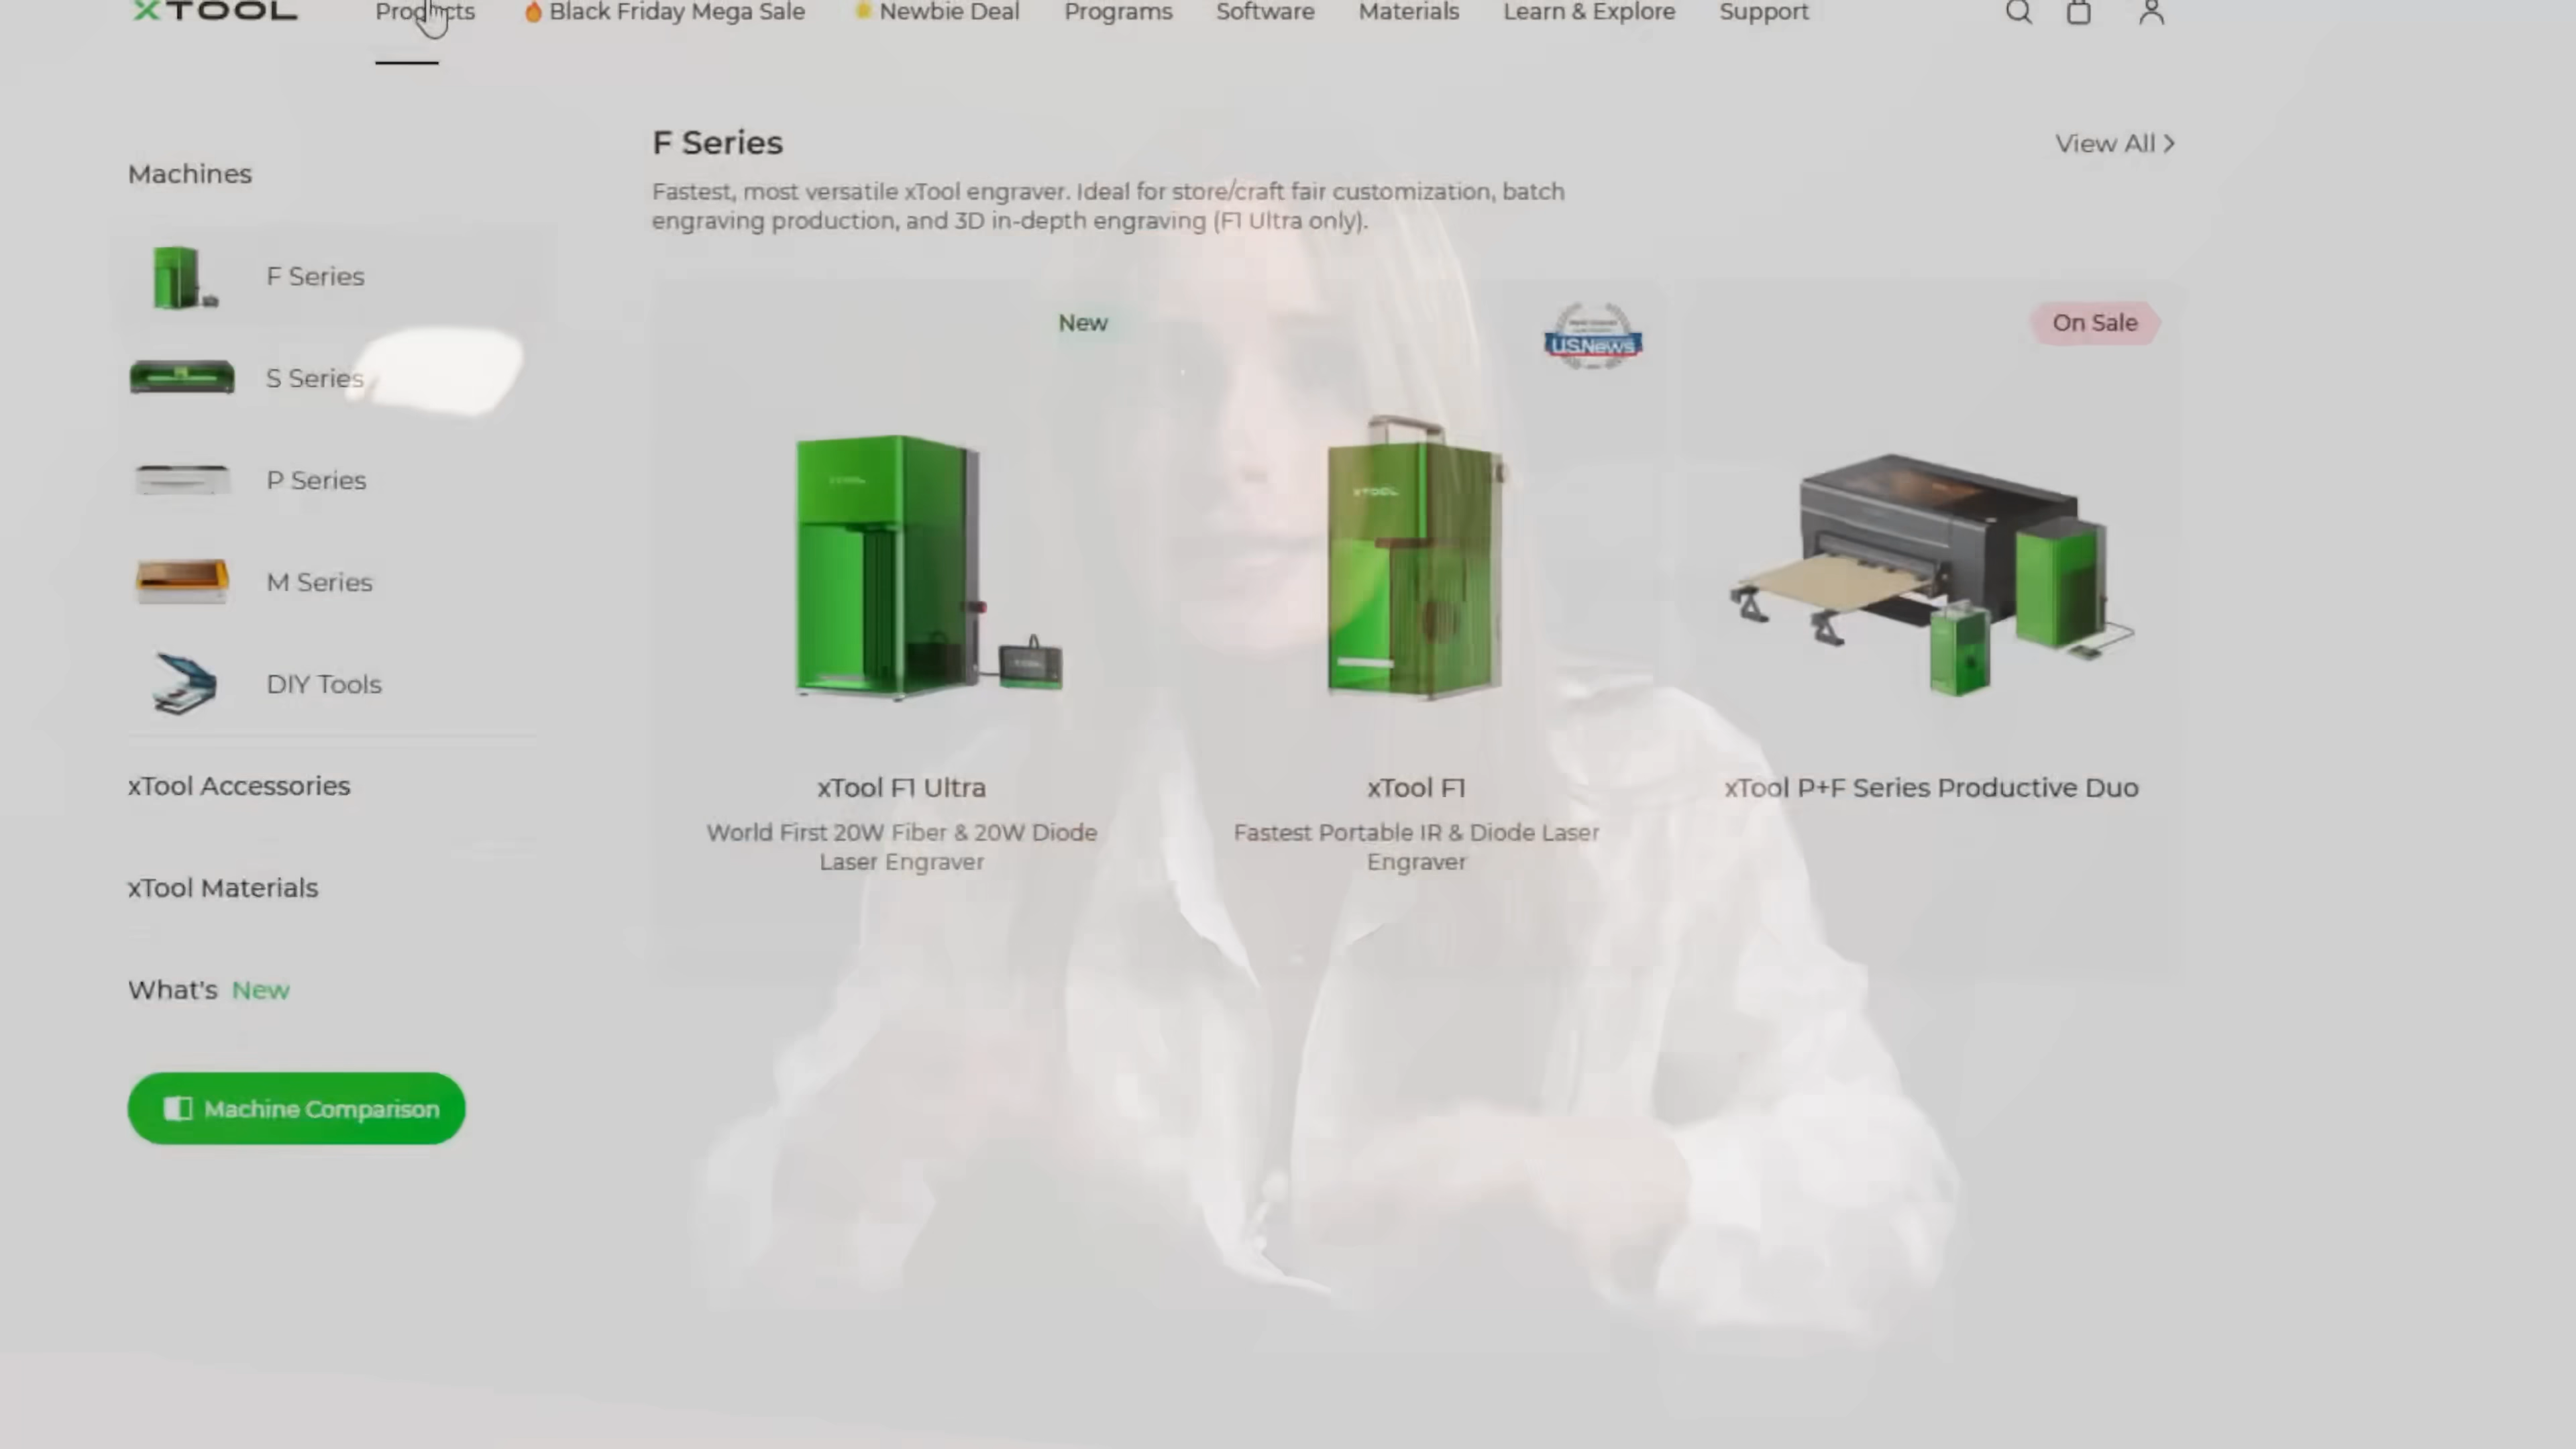 XTOOL
Products
Black Friday Mega Sale
Newbie Deal
Programs
Software
Materials
Learn & Explore
Support
Machines
F Series
S Series
P Series
M Series
DIY Tools
xTool Accessories
xTool Materials
What's New
Machine Comparison
F Series
View All
Fastest, most versatile xTool engraver. Ideal for store/craft fair customization, batch
engraving production, and 3D in-depth engraving (F1 Ultra only).
New
xTool F1 Ultra
World First 20W Fiber & 20W Diode
Laser Engraver
U.S.News
XTOOL
xTool F1
Fastest Portable IR & Diode Laser
Engraver
On Sale
xTool P+F Series Productive Duo